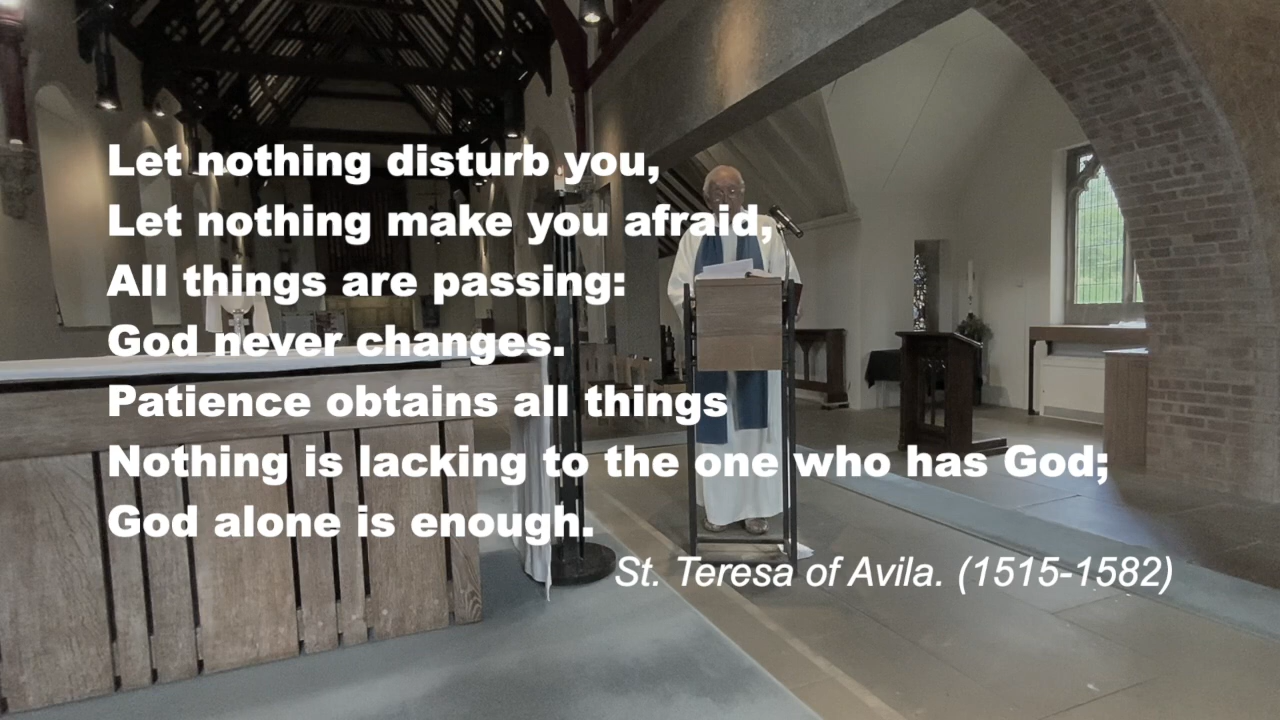 Let nothing disturb you,
Let nothing make you afraid,
All things are passing:
God never changes.
Patience obtains all things
Nothing is lacking to the one who has God;
God alone is enough.
St. Teresa of Avila. (1515-1582)